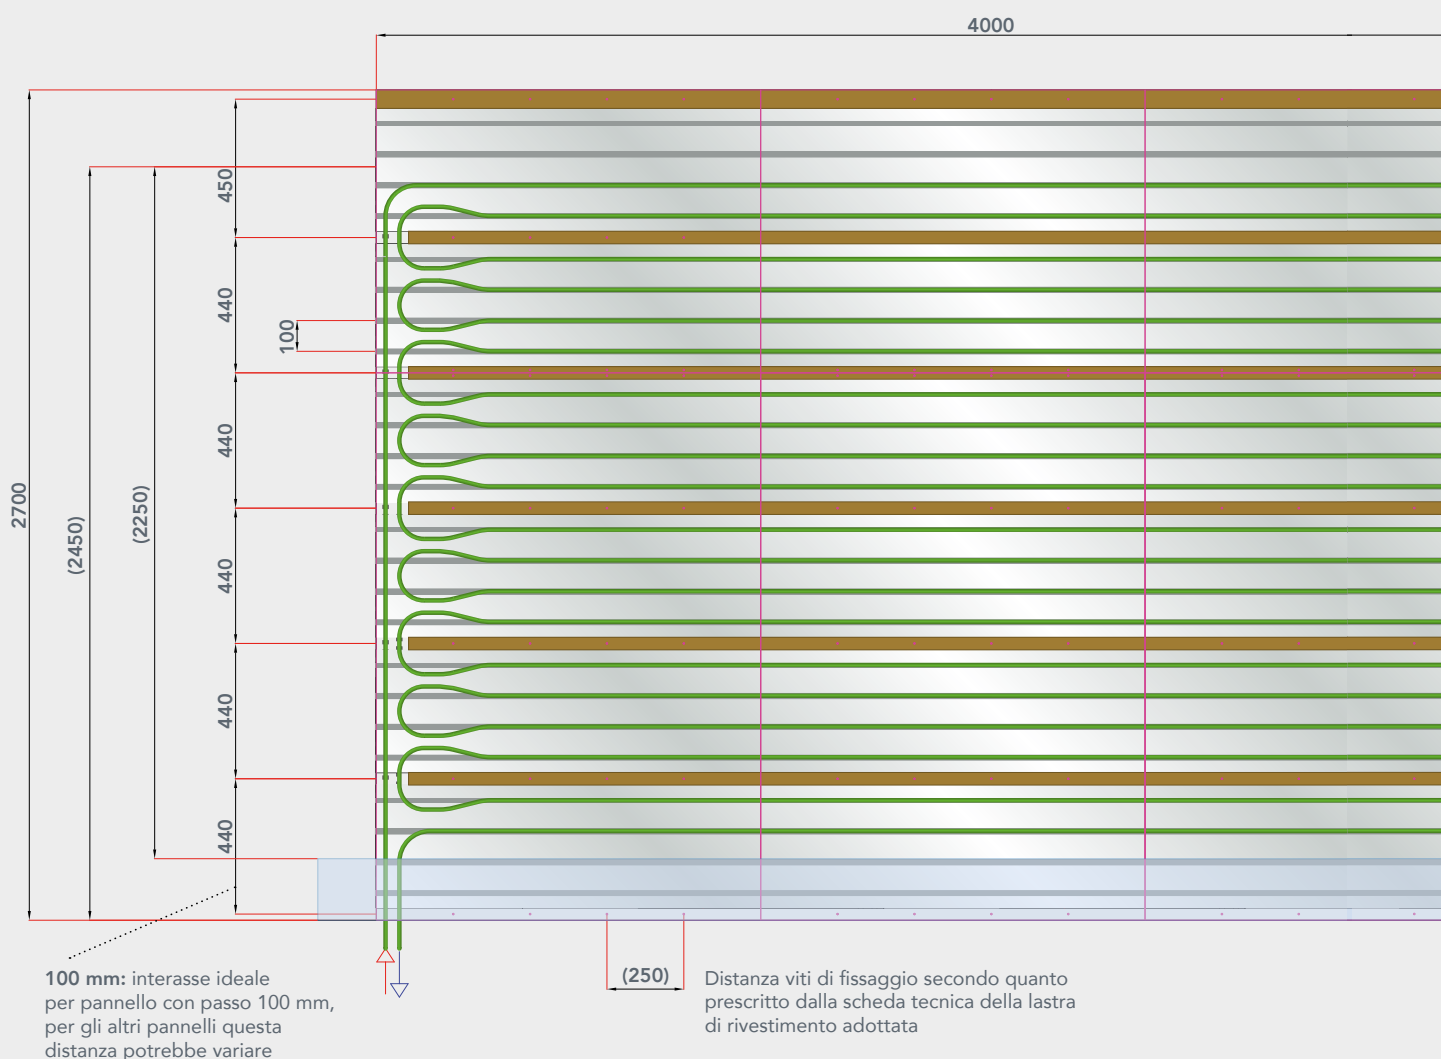 4000
450
440
100
440
2700
(2450)
(2250)
440
440
440
100 mm: interasse ideale
per pannello con passo 100 mm,
per gli altri pannelli questa
distanza potrebbe variare
(250)
Distanza viti di fissaggio secondo quanto
prescritto dalla scheda tecnica della lastra
di rivestimento adottata